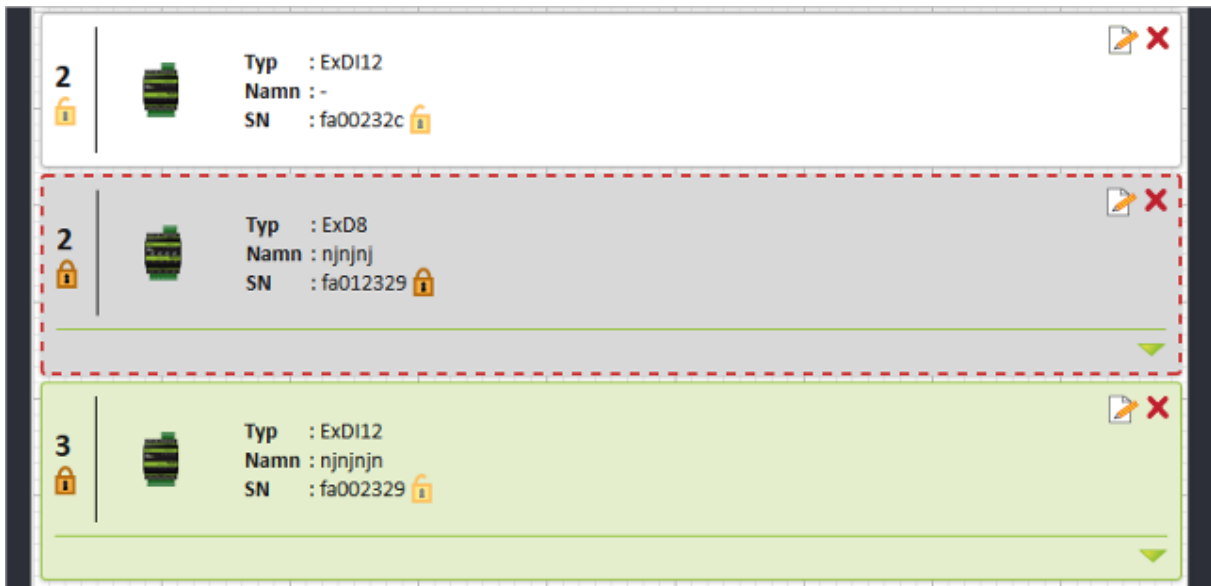 2
Typ : ExDI12
Namn : -
SN : fa00232c
2
Typ : ExD8
Namn : njnjnj
SN : fa012329
3
Typ : ExDI12
Namn : njnjnjn
SN : fa002329